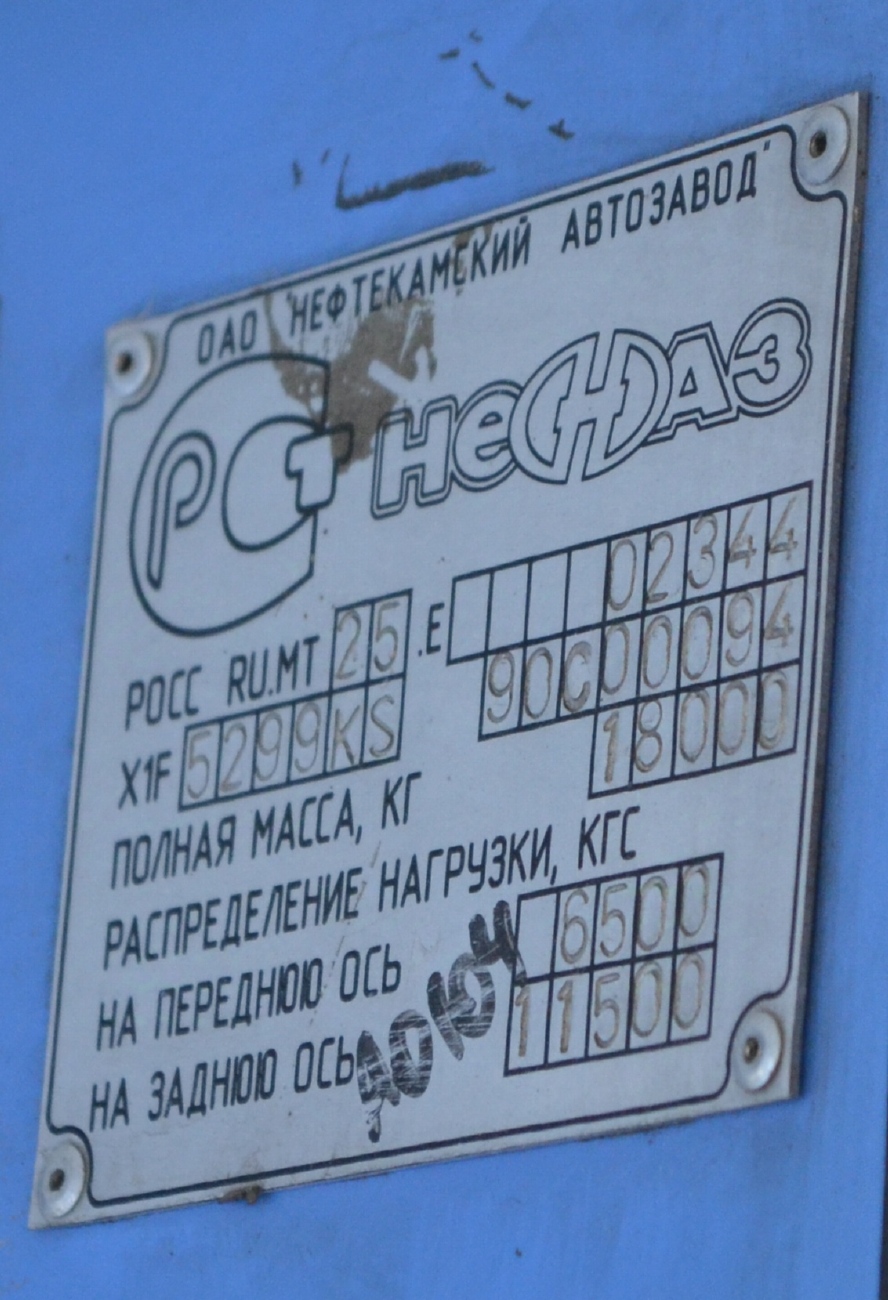 ОАО "НЕФТЕКАМСКИЙ АВТОЗАВОД"
РСТ НЕФАЗ
РОСС RU.MT 25 .E 02344
X1F 5299KS 90C000094
ПОЛНАЯ МАССА, КГ 18000
РАСПРЕДЕЛЕНИЕ НАГРУЗКИ, КГС
НА ПЕРЕДНЮЮ ОСЬ 6500
НА ЗАДНЮЮ ОСЬ 11500